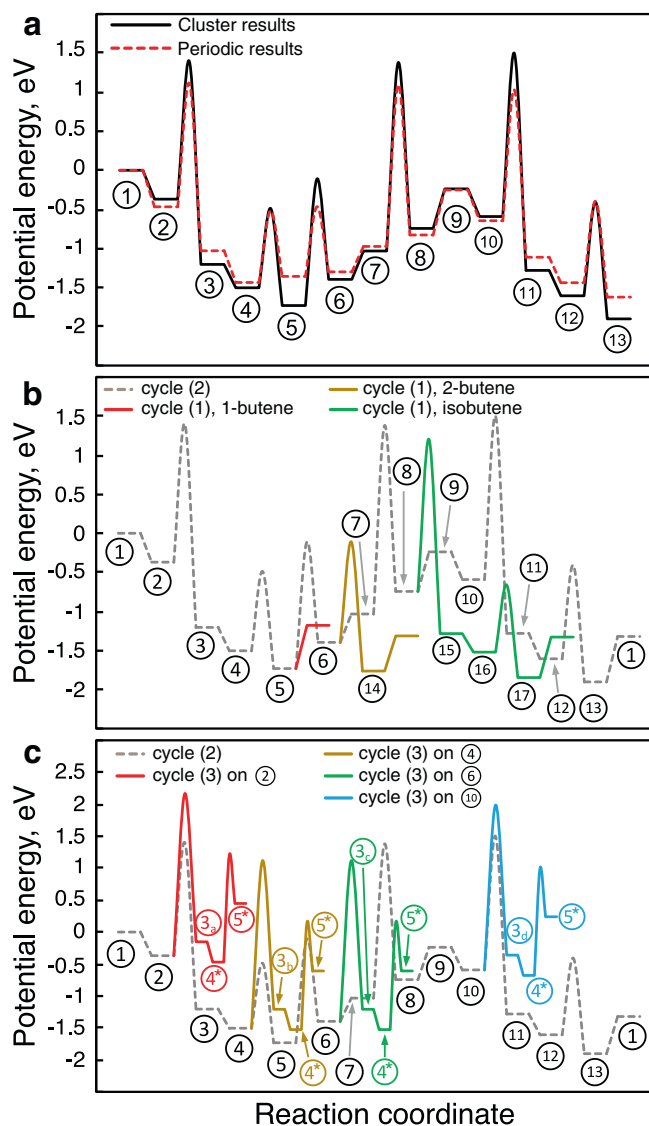 a
Cluster results
Periodic results
Potential energy, eV
1.5
1
0.5
0
-0.5
-1
-1.5
-2
1 2 3 4 5 6 7 8 9 10 11 12 13
b
cycle (2)
cycle (1), 2-butene
cycle (1), 1-butene
cycle (1), isobutene
Potential energy, eV
1.5
1
0.5
0
-0.5
-1
-1.5
-2
1 2 3 4 5 6 7 14 8 15 9 16 10 17 11 12 13 1
c
cycle (2)
cycle (3) on 4
cycle (3) on 2
cycle (3) on 6
cycle (3) on 10
Potential energy, eV
2.5
2
1.5
1
0.5
0
-0.5
-1
-1.5
-2
1 2 3 3a 4* 5* 4 5 3b 4* 5* 6 7 3c 4* 5* 8 9 10 3d 4* 5* 11 12 13 1
Reaction coordinate